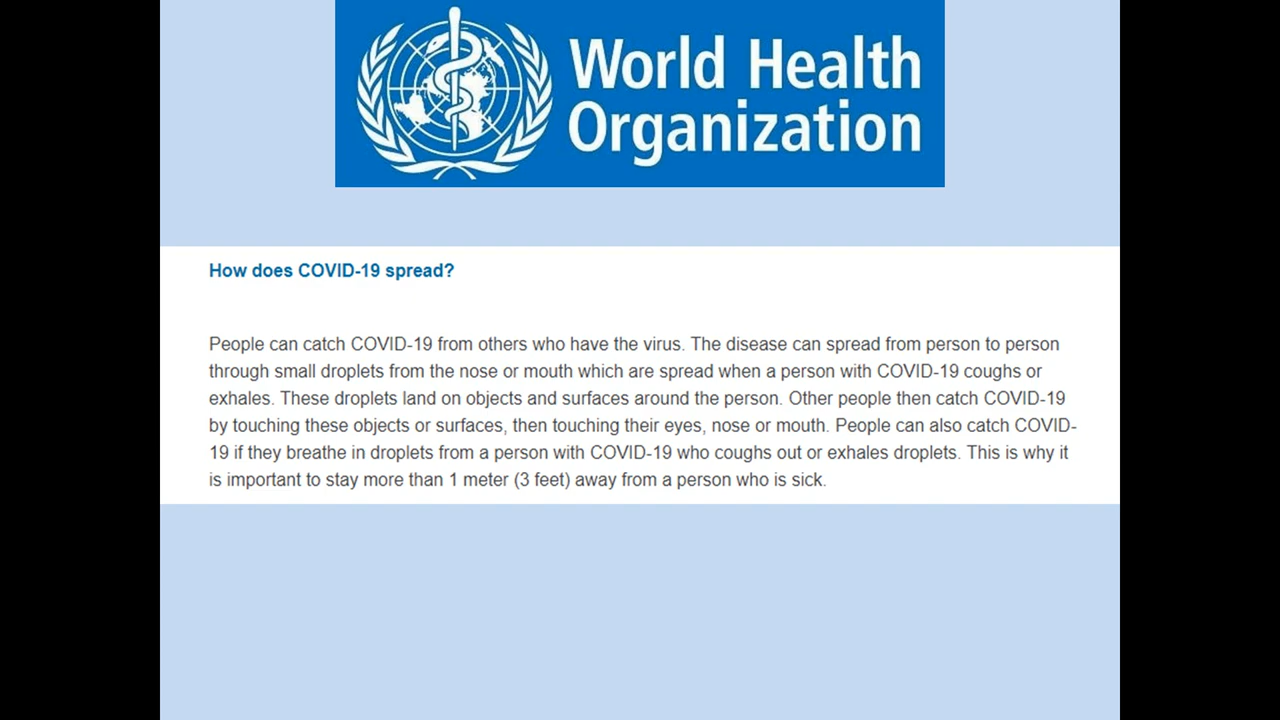 World Health
Organization
How does COVID-19 spread?
People can catch COVID-19 from others who have the virus. The disease can spread from person to person
through small droplets from the nose or mouth which are spread when a person with COVID-19 coughs or
exhales. These droplets land on objects and surfaces around the person. Other people then catch COVID-19
by touching these objects or surfaces, then touching their eyes, nose or mouth. People can also catch COVID-
19 if they breathe in droplets from a person with COVID-19 who coughs out or exhales droplets. This is why it
is important to stay more than 1 meter (3 feet) away from a person who is sick.